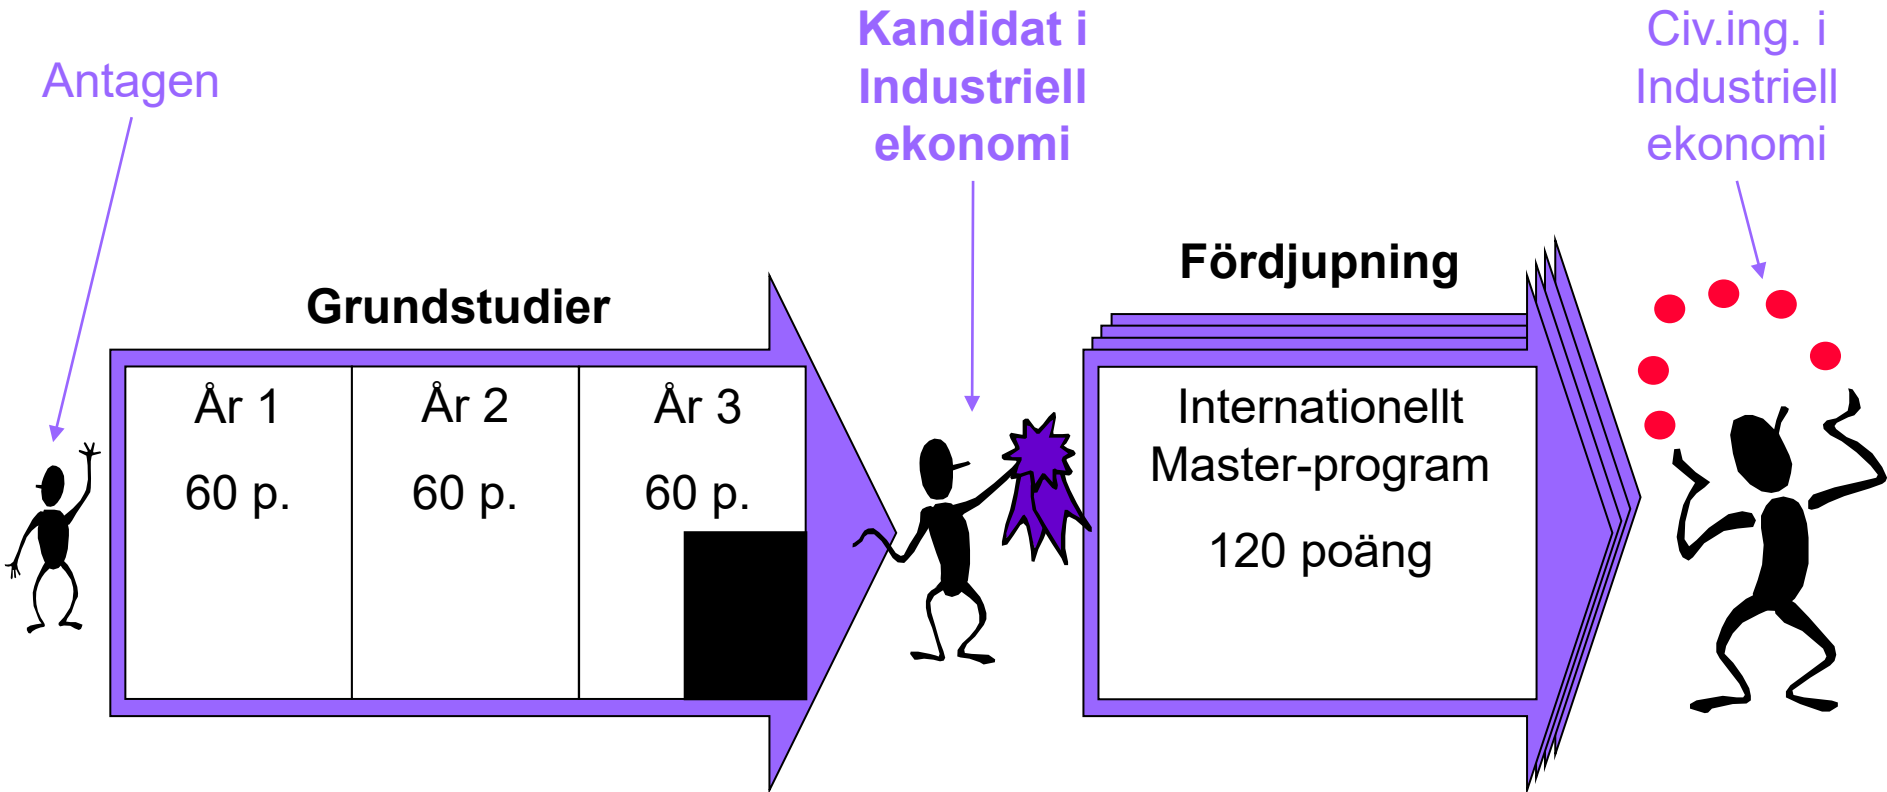 Antagen
Kandidat i
Industriell
ekonomi
Civ.ing. i
Industriell
ekonomi
Grundstudier
År 1
60 p.
År 2
60 p.
År 3
60 p.
Fördjupning
Internationellt
Master-program
120 poäng